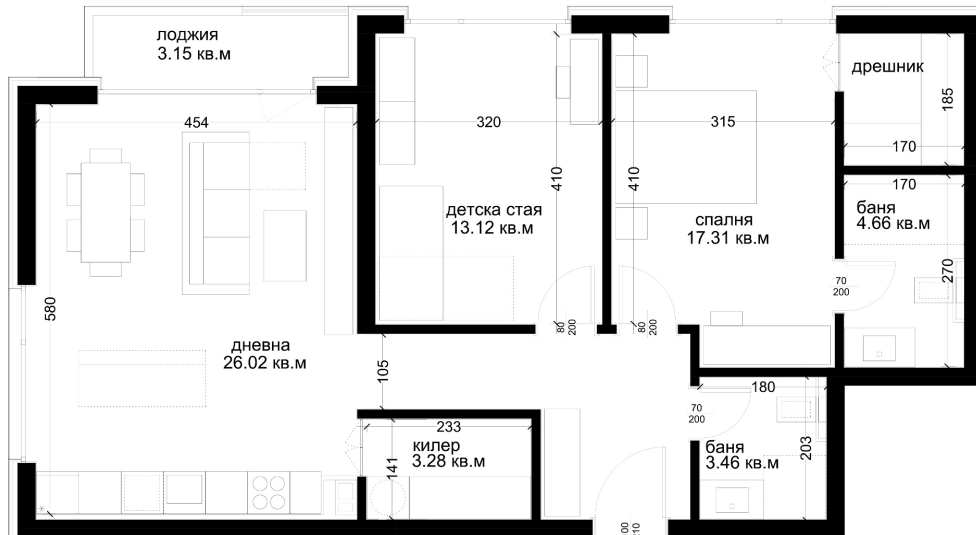 лоджия
3.15 кв.м
454
580
дневна
26.02 кв.м
320
410
детска стая
13.12 кв.м
80
200
315
410
спалня
17.31 кв.м
80
200
дрешник
185
170
170
баня
4.66 кв.м
270
70
200
105
233
килер
3.28 кв.м
141
180
70
200
баня
3.46 кв.м
203
*